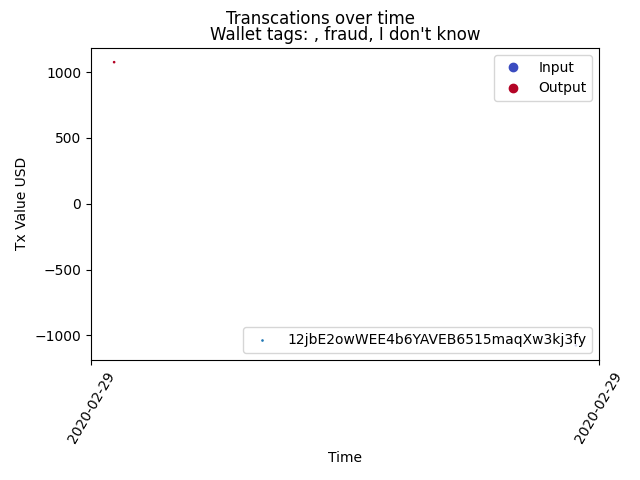 Transcations over time
Wallet tags: , fraud, I don't know
Input
Output
1000
500
0
−500
−1000
Tx Value USD
12jbE2owWEE4b6YAVEB6515maqXw3kj3fy
2020-02-29
2020-02-29
Time